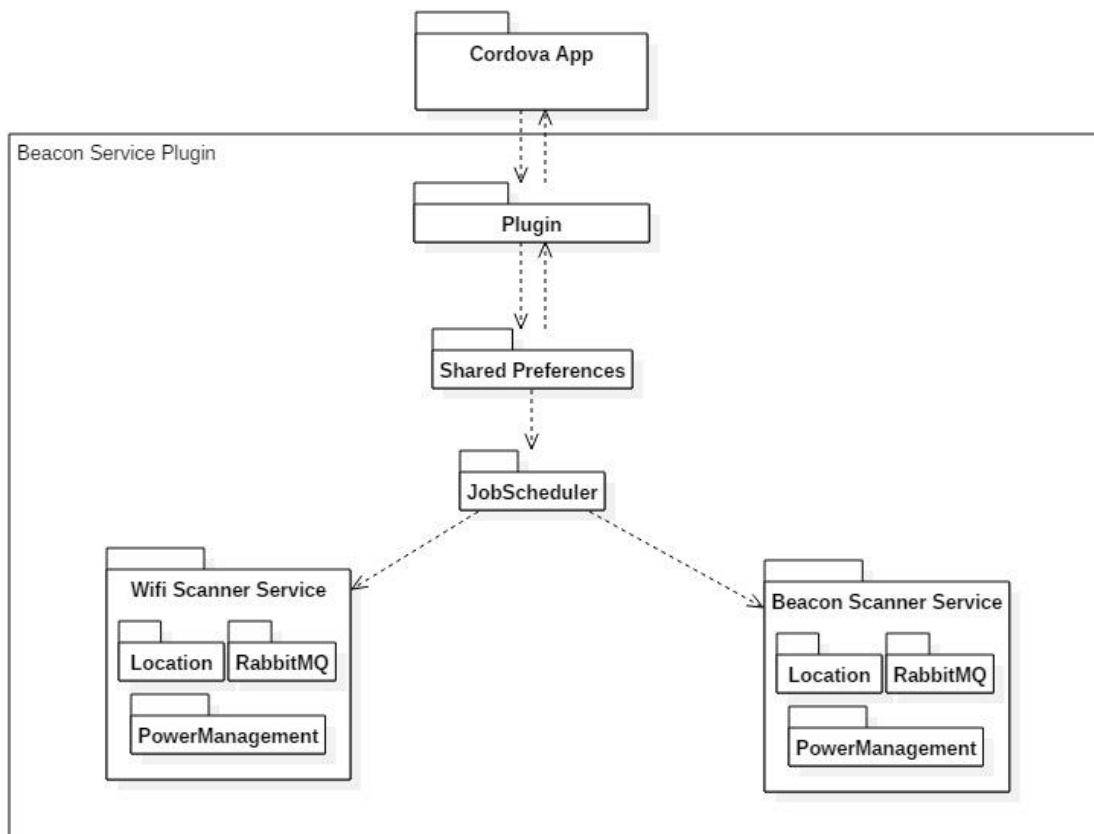 Cordova App
Beacon Service Plugin
Plugin
Shared Preferences
JobScheduler
Wifi Scanner Service
Location
RabbitMQ
PowerManagement
Beacon Scanner Service
Location
RabbitMQ
PowerManagement